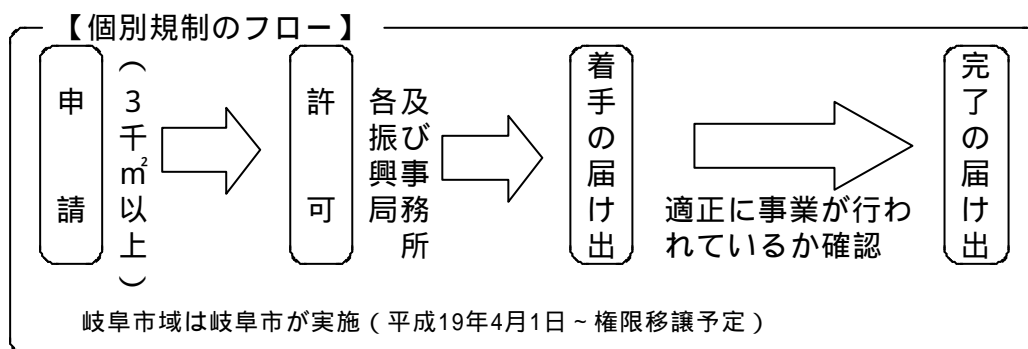 【個別規制のフロー】
申請
（3千㎡以上）
許可
各振興局
及び事務所
着手の届け出
適正に事業が行わ
れているか確認
完了の届け出
岐阜市域は岐阜市が実施（平成19年4月1日～権限移譲予定）